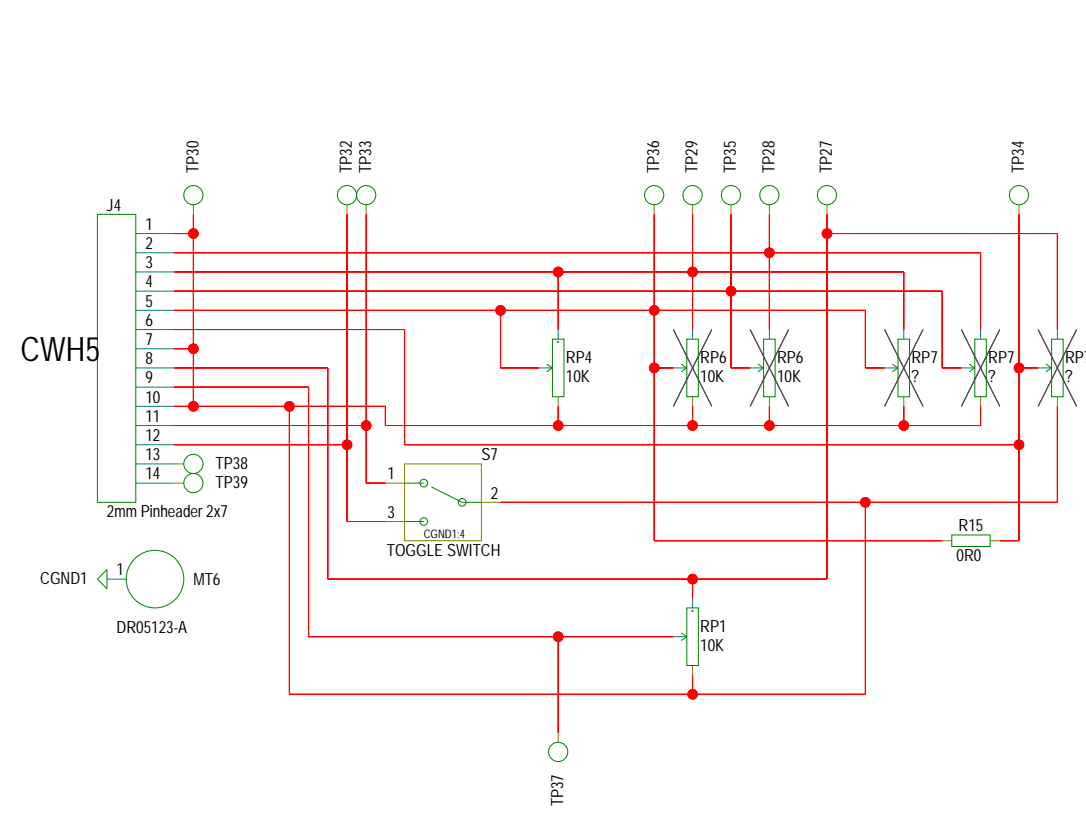 TP30
TP32
TP33
TP36
TP29
TP35
TP28
TP27
TP34
J4
1
2
3
4
5
6
7
8
9
10
11
12
13
14
CWH5
RP4
10K
RP6
10K
RP6
10K
RP7
?
RP7
?
RP7
?
TP38
TP39
2mm Pinheader 2x7
S7
1
2
3
CGND1;4
TOGGLE SWITCH
R15
0R0
CGND1
1
MT6
DR05123-A
RP1
10K
TP37